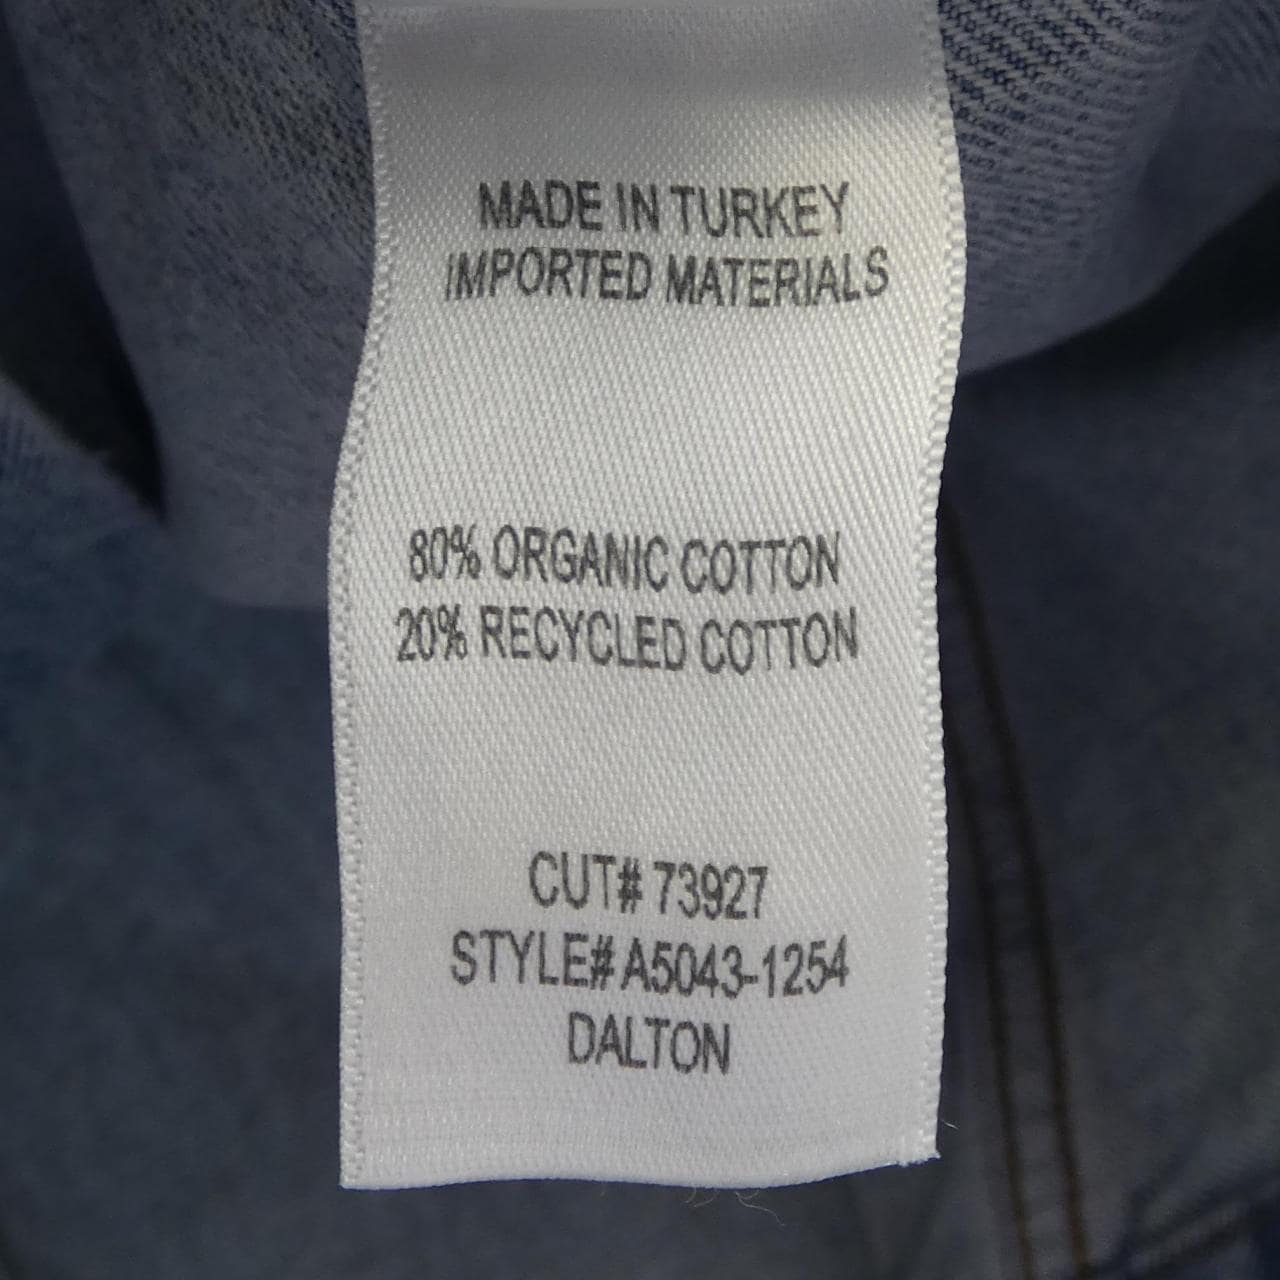 MADE IN TURKEY
IMPORTED MATERIALS
80% ORGANIC COTTON
20% RECYCLED COTTON
CUT# 73927
STYLE# A5043-1254
DALTON